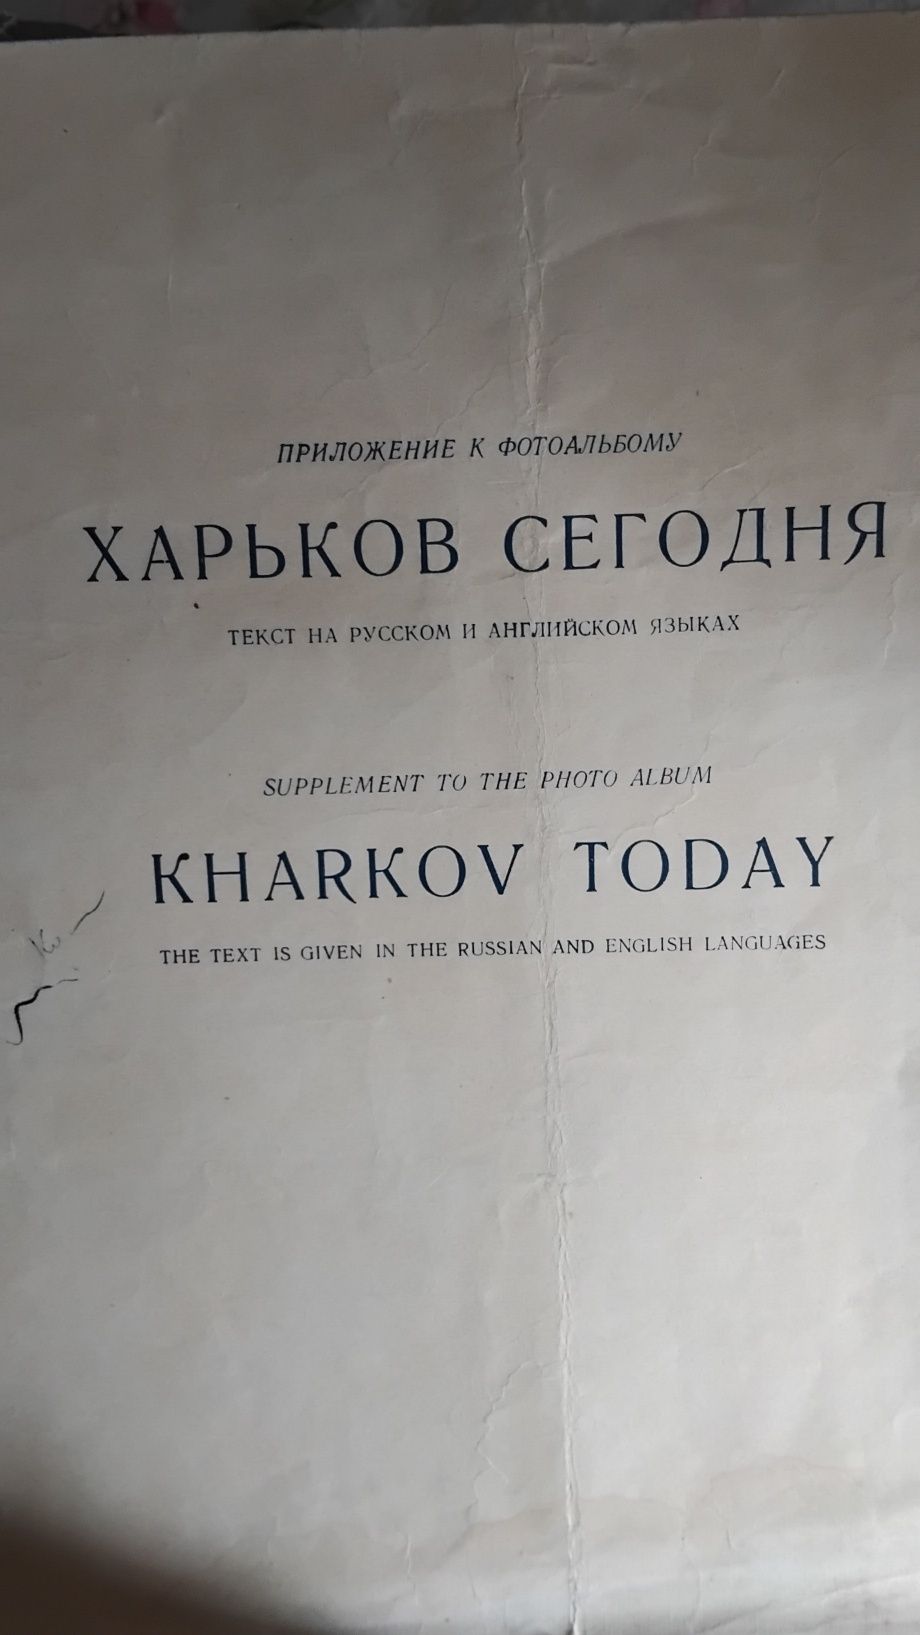 ПРИЛОЖЕНИЕ К ФОТОАЛЬБОМУ
ХАРЬКОВ СЕГОДНЯ
ТЕКСТ НА РУССКОМ И АНГЛИЙСКОМ ЯЗЫКАХ
SUPPLEMENT TO THE PHOTO ALBUM
KHARKOV TODAY
THE TEXT IS GIVEN IN THE RUSSIAN AND ENGLISH LANGUAGES